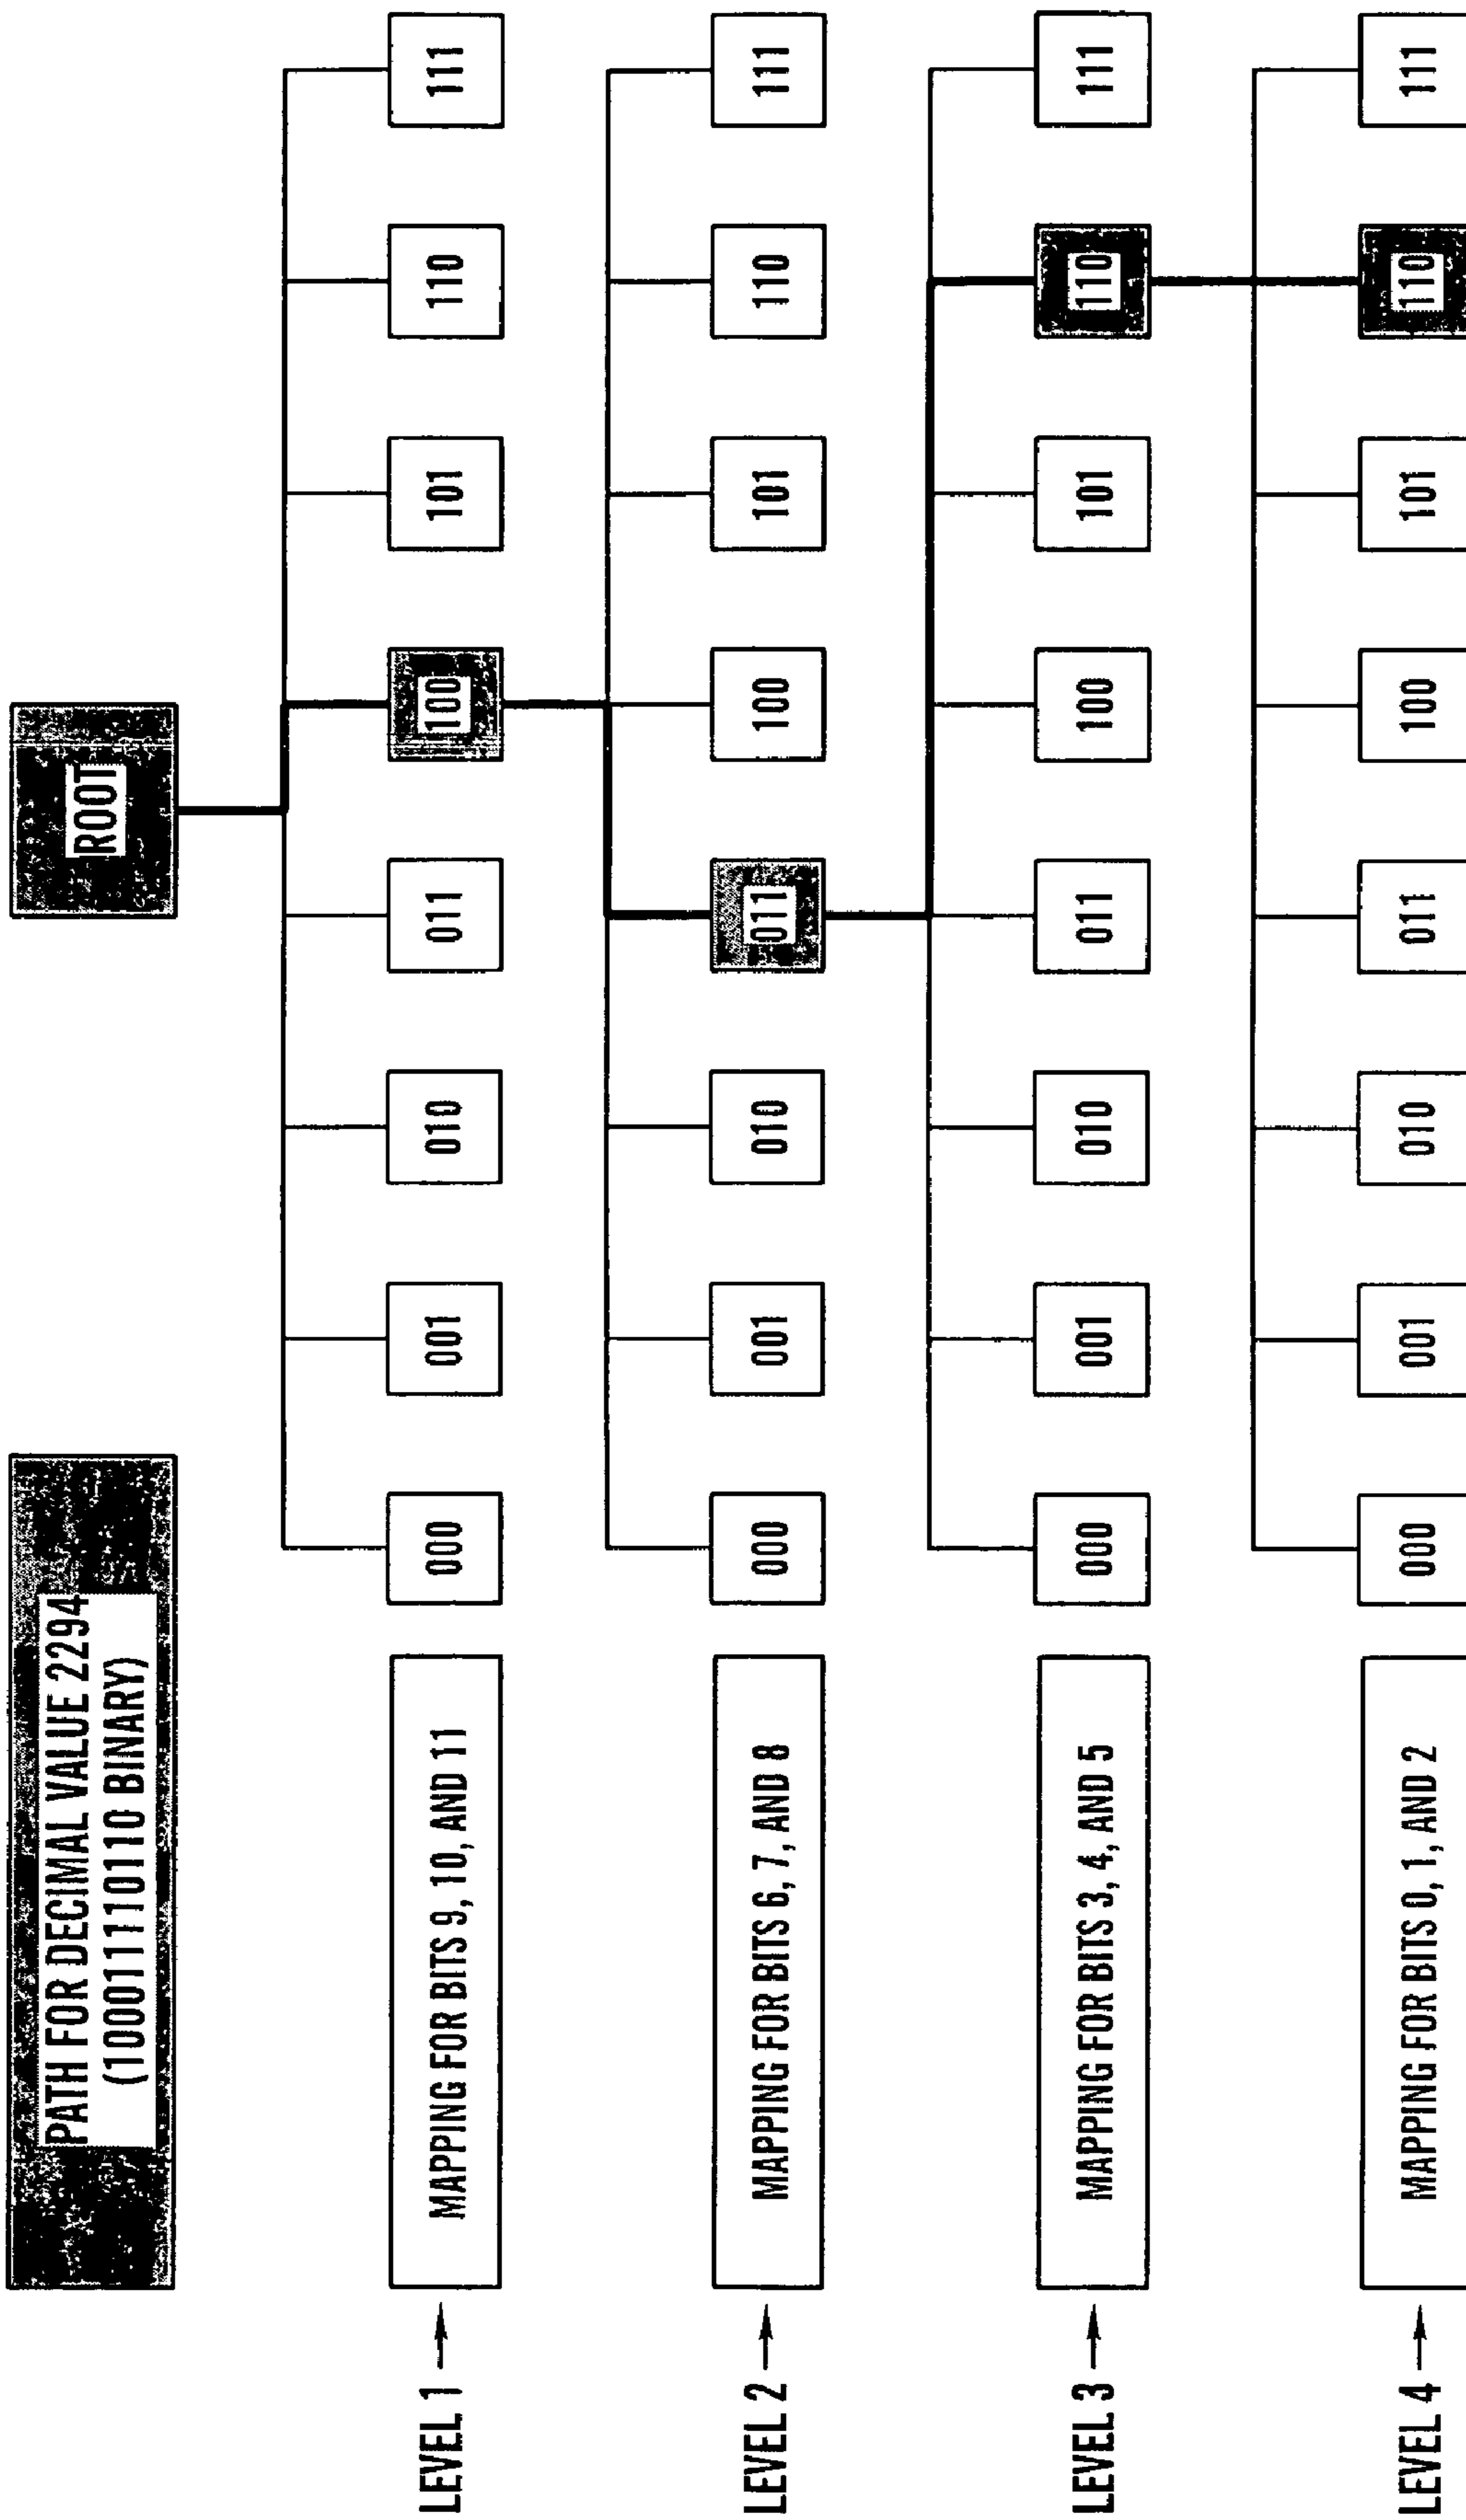 PATH FOR DECIMAL VALUE 2294
(100011110110 BINARY)
ROOT
LEVEL 1
MAPPING FOR BITS 9, 10, AND 11
000
001
010
011
100
101
110
111
LEVEL 2
MAPPING FOR BITS 6, 7, AND 8
000
001
010
011
100
101
110
111
LEVEL 3
MAPPING FOR BITS 3, 4, AND 5
000
001
010
011
100
101
110
111
LEVEL 4
MAPPING FOR BITS 0, 1, AND 2
000
001
010
011
100
101
110
111